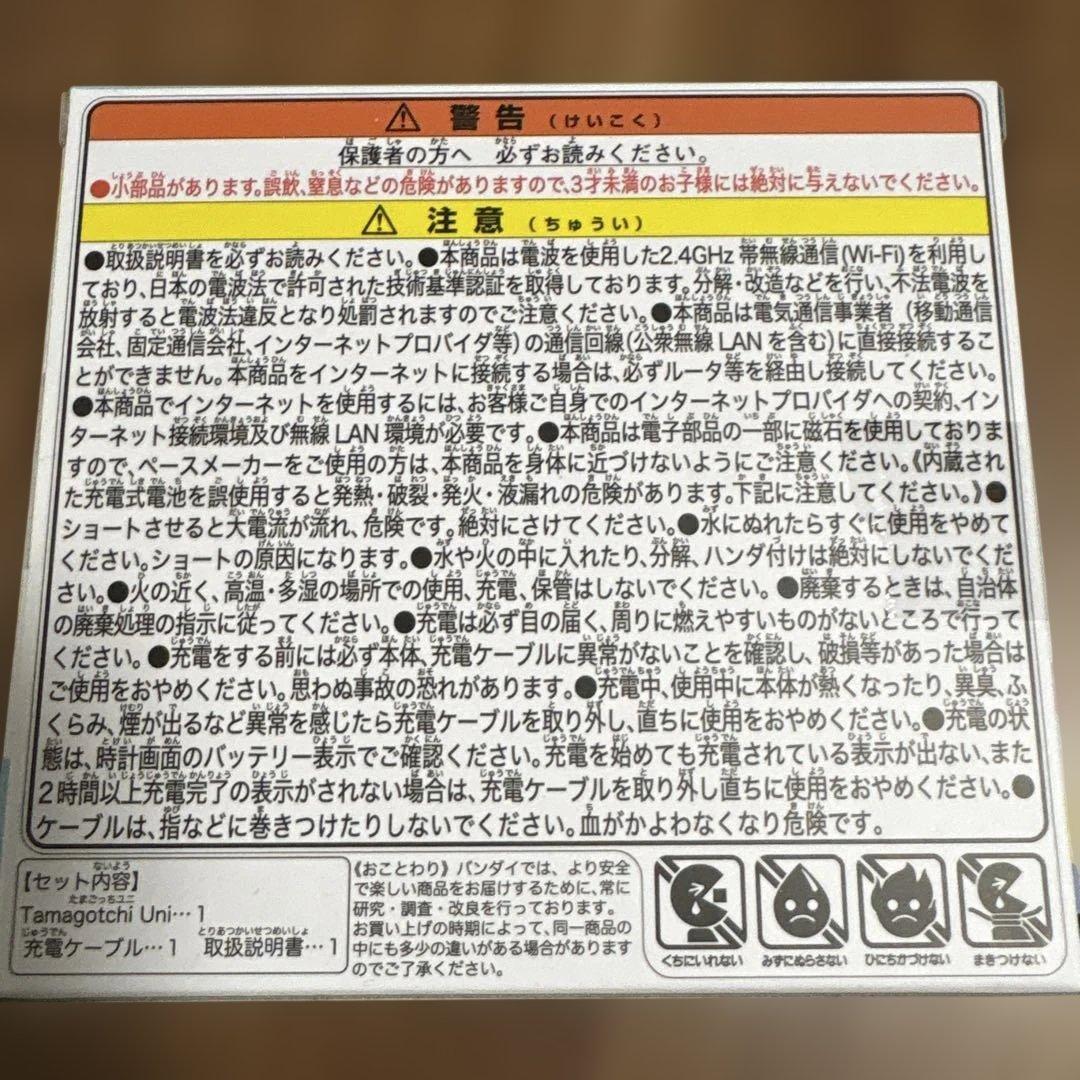 ⚠ 警告 (けいこく)
保護者の方へ 必ずお読みください。
●小部品があります。誤飲、窒息などの危険がありますので、3才未満のお子様には絶対に与えないでください。
⚠ 注意 (ちゅうい)
●取扱説明書を必ずお読みください。●本商品は電波を使用した2.4GHz 帯無線通信(Wi-Fi)を利用し
ており、日本の電波法で許可された技術基準認証を取得しております。分解・改造などを行い、不法電波を
放射すると電波法違反となり処罰されますのでご注意ください。●本商品は電気通信事業者 (移動通信
会社、固定通信会社、インターネットプロバイダ等)の通信回線(公衆無線LANを含む)に直接接続するこ
とができません。本商品をインターネットに接続する場合は、必ずルータ等を経由し接続してください。
●本商品でインターネットを使用するには、お客様ご自身でのインターネットプロバイダへの契約、イン
ターネット接続環境及び無線LAN環境が必要です。●本商品は電子部品の一部に磁石を使用しておりま
すので、ペースメーカーをご使用の方は、本商品を身体に近づけないようにご注意ください。《内蔵され
た充電式電池を誤使用すると発熱・破裂・発火・液漏れの危険があります。下記に注意してください。》●
ショートさせると大電流が流れ、危険です。絶対にさけてください。●水にぬれたらすぐに使用をやめて
ください。ショートの原因になります。●水や火の中に入れたり、分解、ハンダ付けは絶対にしないでくだ
さい。●火の近く、高温・多湿の場所での使用、充電、保管はしないでください。●廃棄するときは、自治体
の廃棄処理の指示に従ってください。●充電は必ず目の届く、周りに燃えやすいものがないところで行って
ください。●充電をする前には必ず本体、充電ケーブルに異常がないことを確認し、破損等があった場合は
ご使用をおやめください。思わぬ事故の恐れがあります。●充電中、使用中に本体が熱くなったり、異臭、ふ
くらみ、煙が出るなど異常を感じたら充電ケーブルを取り外し、直ちに使用をおやめください。●充電の状
態は、時計画面のバッテリー表示でご確認ください。充電を始めても充電されている表示が出ない、また
2時間以上充電完了の表示がされない場合は、充電ケーブルを取り外し直ちに使用をおやめください。●
ケーブルは、指などに巻きつけたりしないでください。血がかよわなくなり危険です。
【セット内容】
Tamagotchi Uni…1
充電ケーブル…1 取扱説明書…1
《おことわり》バンダイでは、より安全
で楽しい商品をお届けするために、常に
研究・調査・改良を行っております。
お買い上げの時期によって、同一商品の
中にも多少の違いがある場合があります
のでご了承ください。
くちにいれない みずにぬらさない ひにちかづけない まきつけない